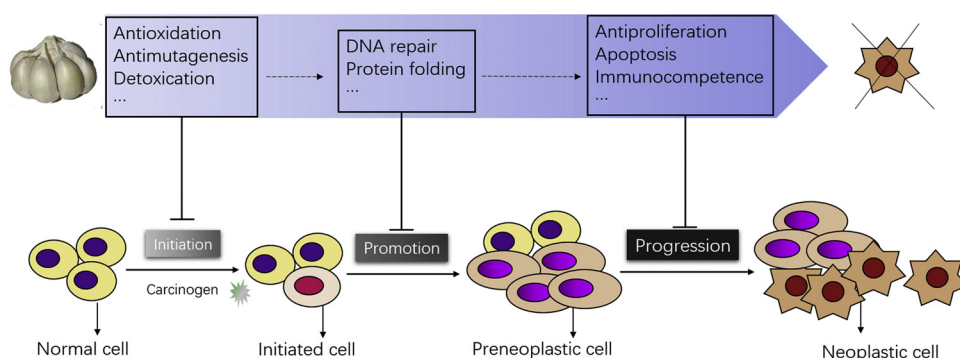 Antioxidation
Antimutagenesis
Detoxication
...
DNA repair
Protein folding
...
Antiproliferation
Apoptosis
Immunocompetence
...
Initiation
Promotion
Progression
Carcinogen
Normal cell
Initiated cell
Preneoplastic cell
Neoplastic cell